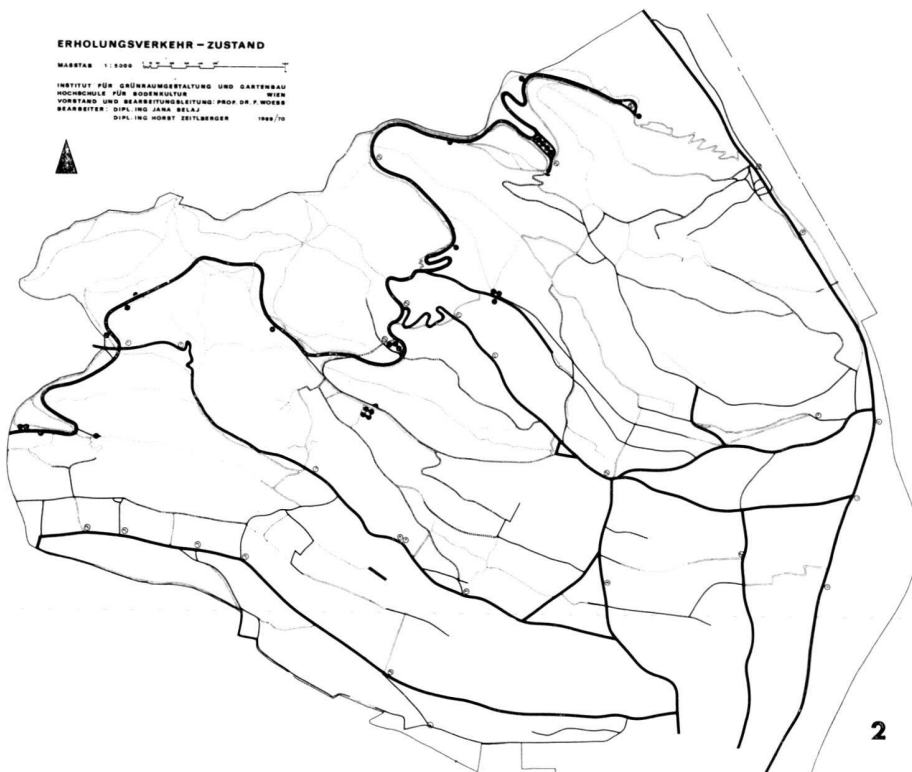 ERHOLUNGSVERKEHR – ZUSTAND
MASSTAB 1:5000
INSTITUT FÜR GRÜNRAUMGESTALTUNG UND GARTENBAU
HOCHSCHULE FÜR BODENKULTUR WIEN
VORSTAND UND BEARBEITUNGSLEITUNG: PROF. DR. F. WOESS
BEARBEITER: DIPL. ING JANA BELAJ
DIPL. ING HORST ZEITLBERGER 1969/70
2